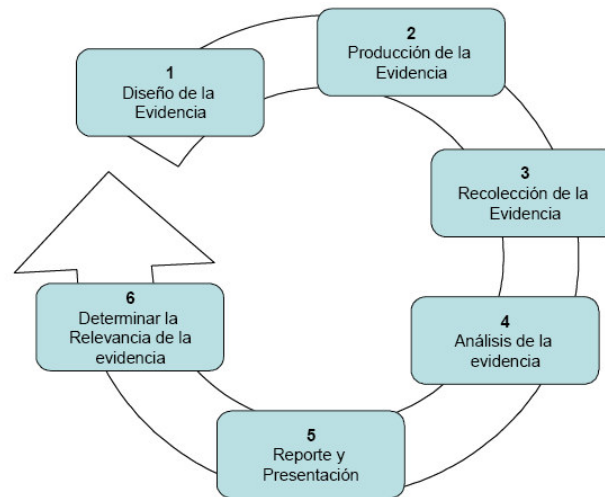 1
Diseño de la
Evidencia
2
Producción de la
Evidencia
3
Recolección de la
Evidencia
4
Análisis de la
evidencia
5
Reporte y
Presentación
6
Determinar la
Relevancia de la
evidencia